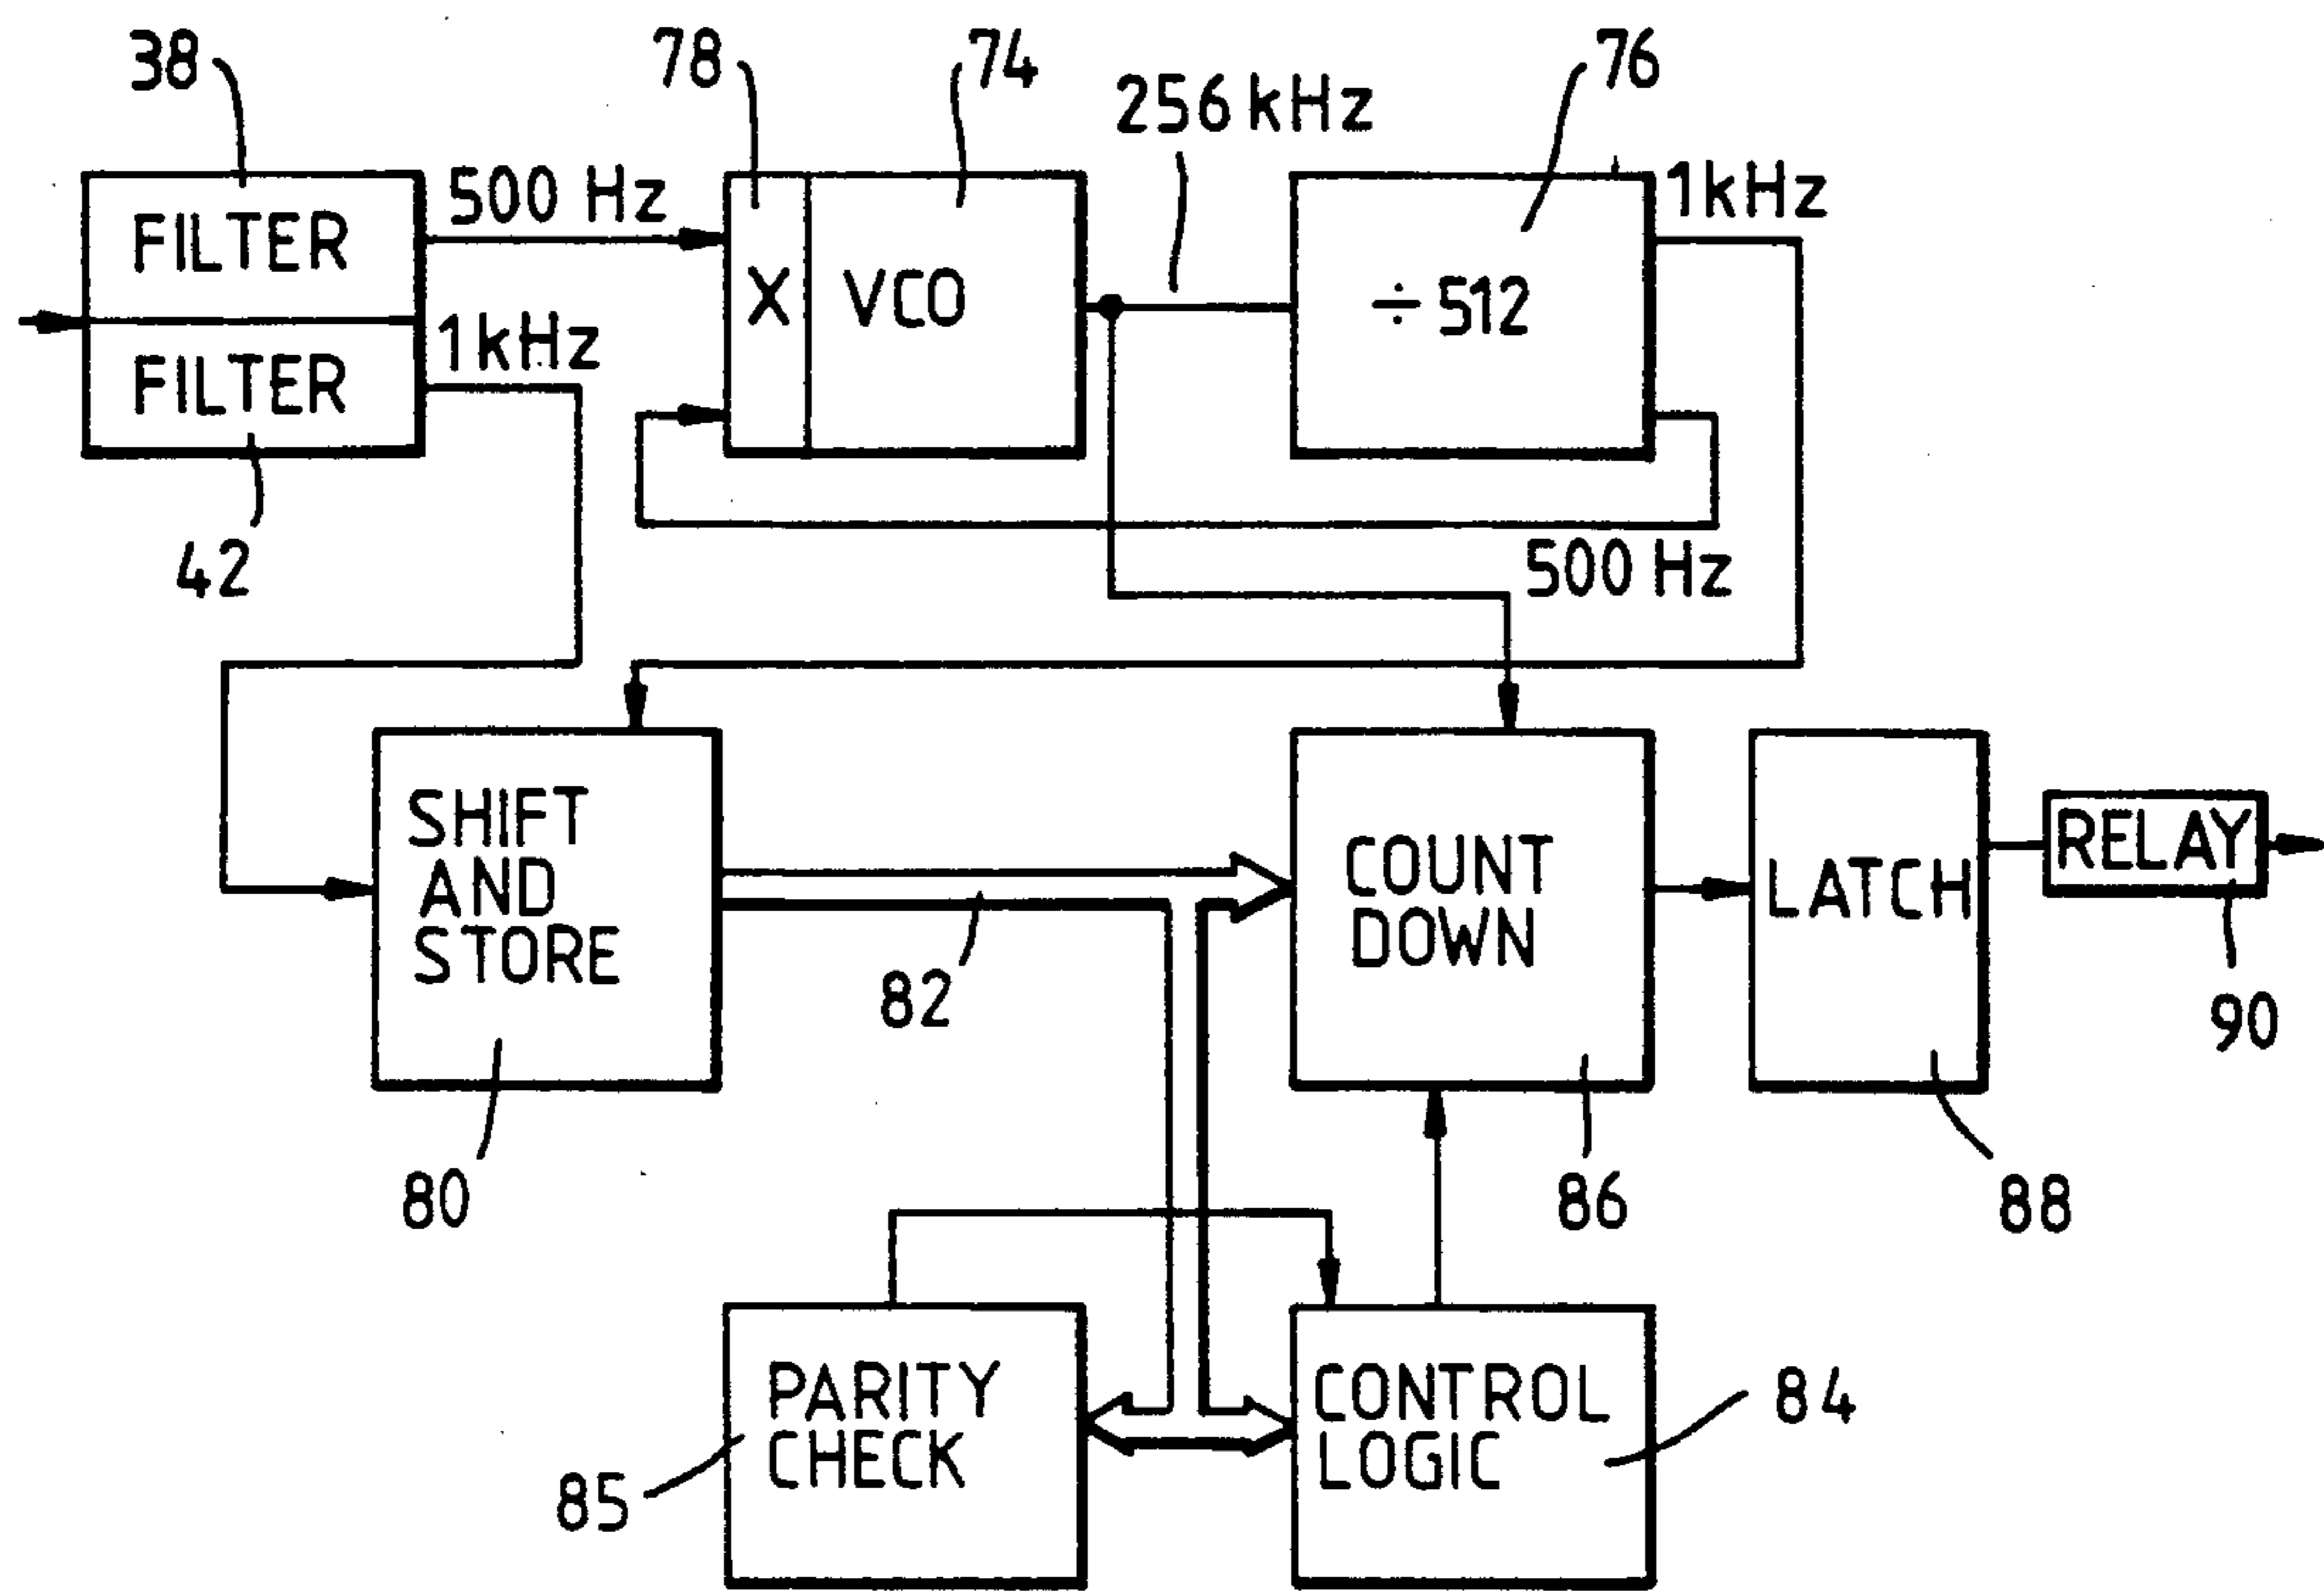 38
78
74
256 kHz
76
FILTER
500 Hz
X
VCO
÷512
1kHz
FILTER
1kHz
42
500 Hz
SHIFT
AND
STORE
82
COUNT
DOWN
LATCH
RELAY
90
80
86
88
PARITY
CHECK
85
CONTROL
LOGIC
84